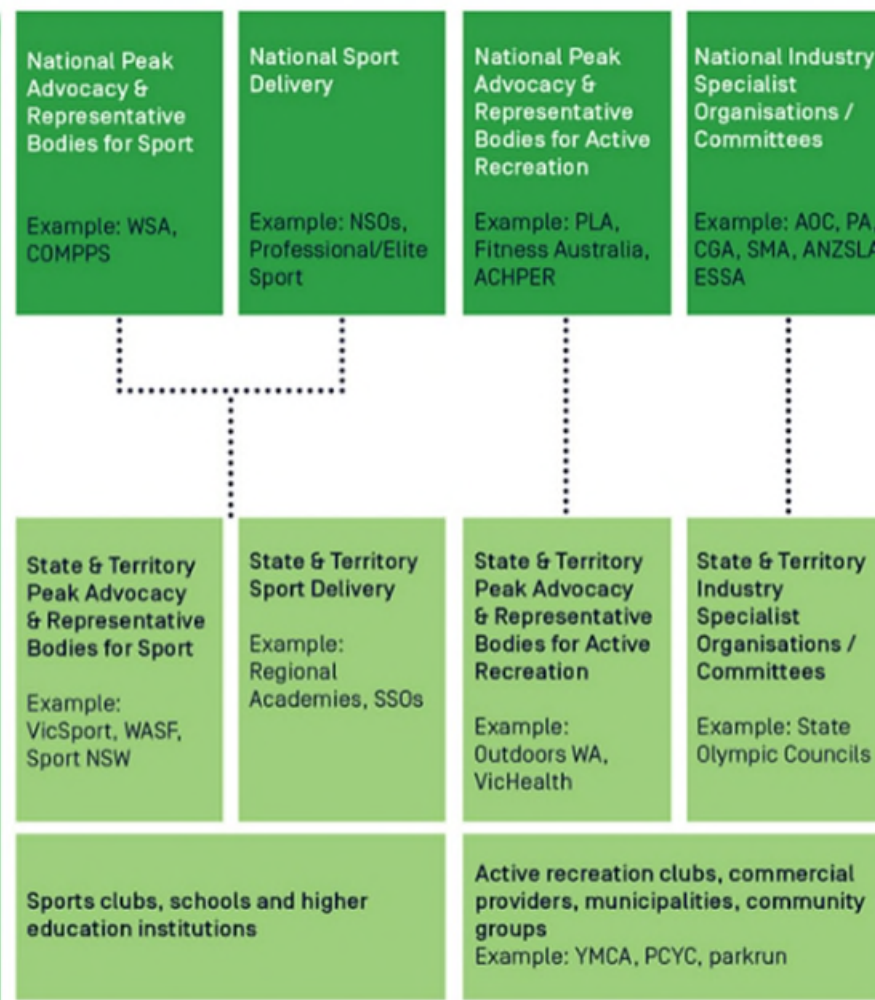 National Peak
Advocacy &
Representative
Bodies for Sport
Example: WSA,
COMPPS
National Sport
Delivery
Example: NSOs,
Professional/Elite
Sport
National Peak
Advocacy &
Representative
Bodies for Active
Recreation
Example: PLA,
Fitness Australia,
ACHPER
National Industry
Specialist
Organisations /
Committees
Example: AOC, PA,
CGA, SMA, ANZSLA
ESSA
State & Territory
Peak Advocacy
& Representative
Bodies for Sport
Example:
VicSport, WASF,
Sport NSW
State & Territory
Sport Delivery
Example:
Regional
Academies, SSOs
State & Territory
Peak Advocacy
& Representative
Bodies for Active
Recreation
Example:
Outdoors WA,
VicHealth
State & Territory
Industry
Specialist
Organisations /
Committees
Example: State
Olympic Councils
Sports clubs, schools and higher
education institutions
Active recreation clubs, commercial
providers, municipalities, community
groups
Example: YMCA, PCYC, parkrun